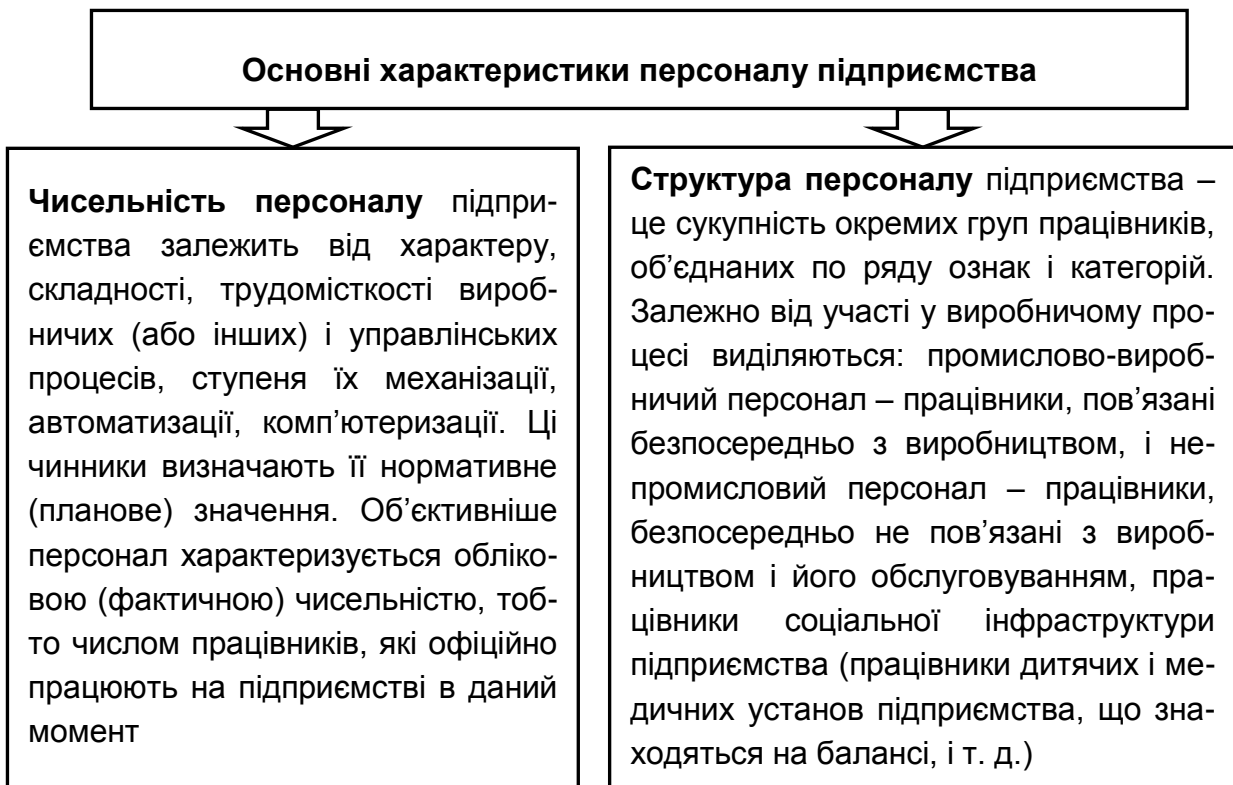 Основні характеристики персоналу підприємства
Чисельність персоналу підпри-
ємства залежить від характеру,
складності, трудомісткості вироб-
ничих (або інших) і управлінських
процесів, ступеня їх механізації,
автоматизації, комп’ютеризації. Ці
чинники визначають її нормативне
(планове) значення. Об’єктивніше
персонал характеризується обліко-
вою (фактичною) чисельністю, тоб-
то числом працівників, які офіційно
працюють на підприємстві в даний
момент
Структура персоналу підприємства –
це сукупність окремих груп працівників,
об’єднаних по ряду ознак і категорій.
Залежно від участі у виробничому про-
цесі виділяються: промислово-вироб-
ничий персонал – працівники, пов’язані
безпосередньо з виробництвом, і не-
промисловий персонал – працівники,
безпосередньо не пов’язані з вироб-
ництвом і його обслуговуванням, пра-
цівники соціальної інфраструктури
підприємства (працівники дитячих і ме-
дичних установ підприємства, що зна-
ходяться на балансі, і т. д.)